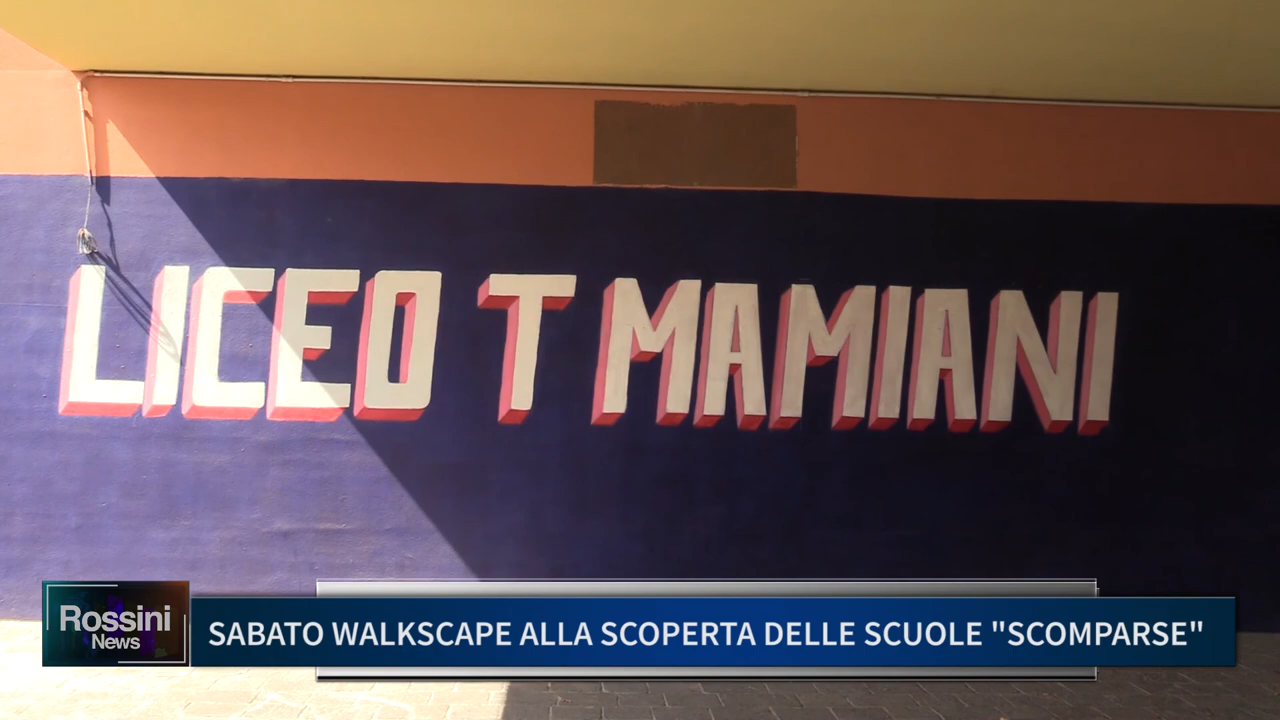 LICEO T MAMIANI
Rossini
News
SABATO WALKSCAPE ALLA SCOPERTA DELLE SCUOLE "SCOMPARSE"